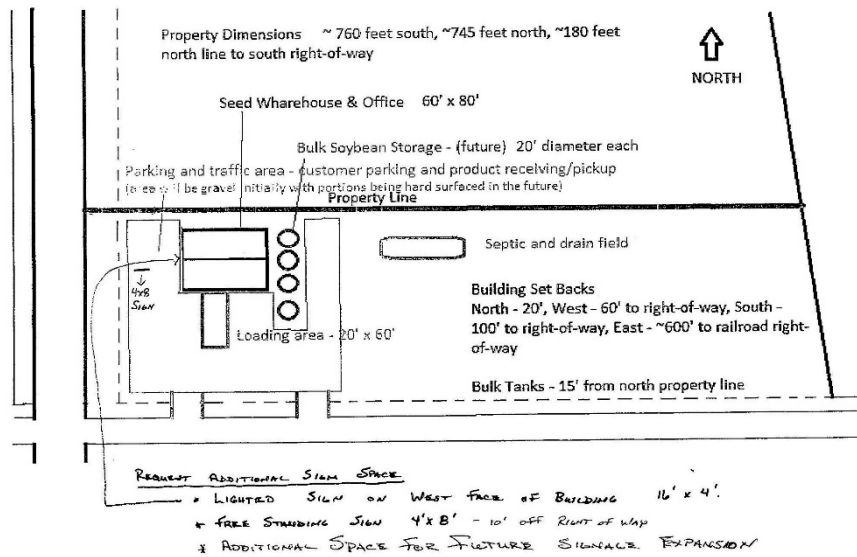 Property Dimensions ~ 760 feet south, ~745 feet north, ~180 feet
north line to south right-of-way
NORTH
Seed Wharehouse & Office 60' x 80'
Bulk Soybean Storage - (future) 20' diameter each
Parking and traffic area - customer parking and product receiving/pickup
(area will be gravel initially with portions being hard surfaced in the future)
Property Line
Septic and drain field
4x8
SIGN
Building Set Backs
North - 20', West - 60' to right-of-way, South -
100' to right-of-way, East - ~600' to railroad right-
of-way
Loading area - 20' x 60'
Bulk Tanks - 15' from north property line
REQUEST ADDITIONAL SIGN SPACE
• LIGHTED SIGN ON WEST FACE OF BUILDING 16' x 4'.
* FREE STANDING SIGN 4' x 8' - 10' OFF RIGHT OF WAY
* ADDITIONAL SPACE FOR FUTURE SIGNAGE EXPANSION